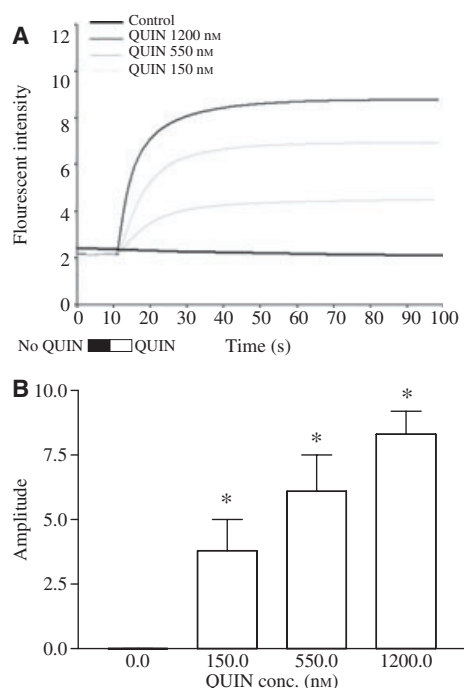 A
Control
QUIN 1200 nM
QUIN 550 nM
QUIN 150 nM
Flourescent intensity
12
10
8
6
4
2
0
0 10 20 30 40 50 60 70 80 90 100
No QUIN QUIN Time (s)
B
Amplitude
10.0
7.5
5.0
2.5
0.0
* * *
0.0 150.0 550.0 1200.0
QUIN conc. (nM)